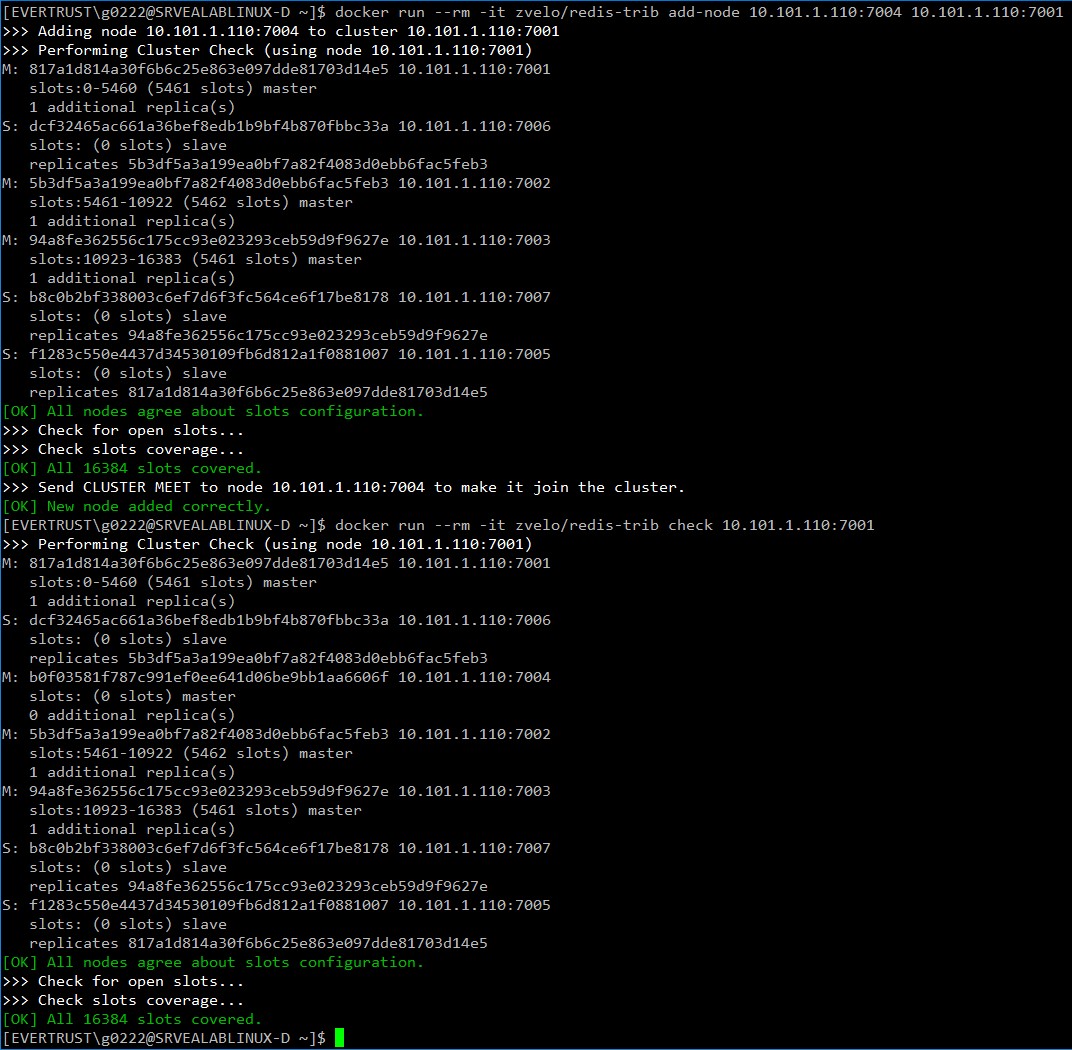 [EVERTRUST\g0222@SRVEALABLINUX-D ~]$ docker run --rm -it zvelo/redis-trib add-node 10.101.1.110:7004 10.101.1.110:7001
>>> Adding node 10.101.1.110:7004 to cluster 10.101.1.110:7001
>>> Performing Cluster Check (using node 10.101.1.110:7001)
M: 817a1d814a30f6b6c25e863e097dde81703d14e5 10.101.1.110:7001
   slots:0-5460 (5461 slots) master
   1 additional replica(s)
S: dcf32465ac661a36bef8edb1b9bf4b870fbbc33a 10.101.1.110:7006
   slots: (0 slots) slave
   replicates 5b3df5a3a199ea0bf7a82f4083d0ebb6fac5feb3
M: 5b3df5a3a199ea0bf7a82f4083d0ebb6fac5feb3 10.101.1.110:7002
   slots:5461-10922 (5462 slots) master
   1 additional replica(s)
M: 94a8fe362556c175cc93e023293ceb59d9f9627e 10.101.1.110:7003
   slots:10923-16383 (5461 slots) master
   1 additional replica(s)
S: b8c0b2bf338003c6ef7d6f3fc564ce6f17be8178 10.101.1.110:7007
   slots: (0 slots) slave
   replicates 94a8fe362556c175cc93e023293ceb59d9f9627e
S: f1283c550e4437d34530109fb6d812a1f0881007 10.101.1.110:7005
   slots: (0 slots) slave
   replicates 817a1d814a30f6b6c25e863e097dde81703d14e5
[OK] All nodes agree about slots configuration.
>>> Check for open slots...
>>> Check slots coverage...
[OK] All 16384 slots covered.
>>> Send CLUSTER MEET to node 10.101.1.110:7004 to make it join the cluster.
[OK] New node added correctly.
[EVERTRUST\g0222@SRVEALABLINUX-D ~]$ docker run --rm -it zvelo/redis-trib check 10.101.1.110:7001
>>> Performing Cluster Check (using node 10.101.1.110:7001)
M: 817a1d814a30f6b6c25e863e097dde81703d14e5 10.101.1.110:7001
   slots:0-5460 (5461 slots) master
   1 additional replica(s)
S: dcf32465ac661a36bef8edb1b9bf4b870fbbc33a 10.101.1.110:7006
   slots: (0 slots) slave
   replicates 5b3df5a3a199ea0bf7a82f4083d0ebb6fac5feb3
M: b0f03581f787c991ef0ee641d06be9bb1aa6606f 10.101.1.110:7004
   slots: (0 slots) master
   0 additional replica(s)
M: 5b3df5a3a199ea0bf7a82f4083d0ebb6fac5feb3 10.101.1.110:7002
   slots:5461-10922 (5462 slots) master
   1 additional replica(s)
M: 94a8fe362556c175cc93e023293ceb59d9f9627e 10.101.1.110:7003
   slots:10923-16383 (5461 slots) master
   1 additional replica(s)
S: b8c0b2bf338003c6ef7d6f3fc564ce6f17be8178 10.101.1.110:7007
   slots: (0 slots) slave
   replicates 94a8fe362556c175cc93e023293ceb59d9f9627e
S: f1283c550e4437d34530109fb6d812a1f0881007 10.101.1.110:7005
   slots: (0 slots) slave
   replicates 817a1d814a30f6b6c25e863e097dde81703d14e5
[OK] All nodes agree about slots configuration.
>>> Check for open slots...
>>> Check slots coverage...
[OK] All 16384 slots covered.
[EVERTRUST\g0222@SRVEALABLINUX-D ~]$